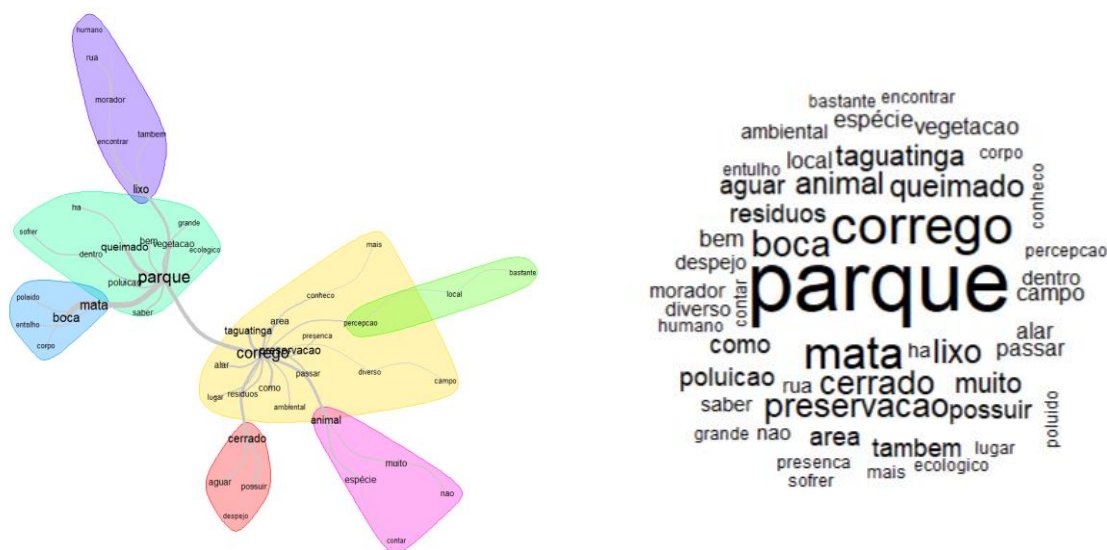 humano
rua
morador
encontrar
tambem
lixo
ha
grande
sofrer
queimado
bem
vegetacao
ecologico
dentro
poluicao
parque
saber
poleido
mata
boca
entalho
corpo
mais
bastante
local
conheco
percepcao
area
taguatinga
presenca
preservacao
corrego
alar
passar
diverso
campo
como
residuos
lugar
ambiental
animal
cerrado
muito
aguar
possuir
espécie
nao
despejo
contar
bastante encontrar
ambiental espécie vegetacao
entulho local taguatinga corpo
aguar animal queimado conheco
residuos corrego
bem boca percepcao
despejo parque dentro
morador contar campo
diverso
humano alar
como mata ha lixo passar
poluicao rua cerrado muito
saber preservacao possuir poluido
grande nao area tambem lugar
presenca mais ecologico
sofrer